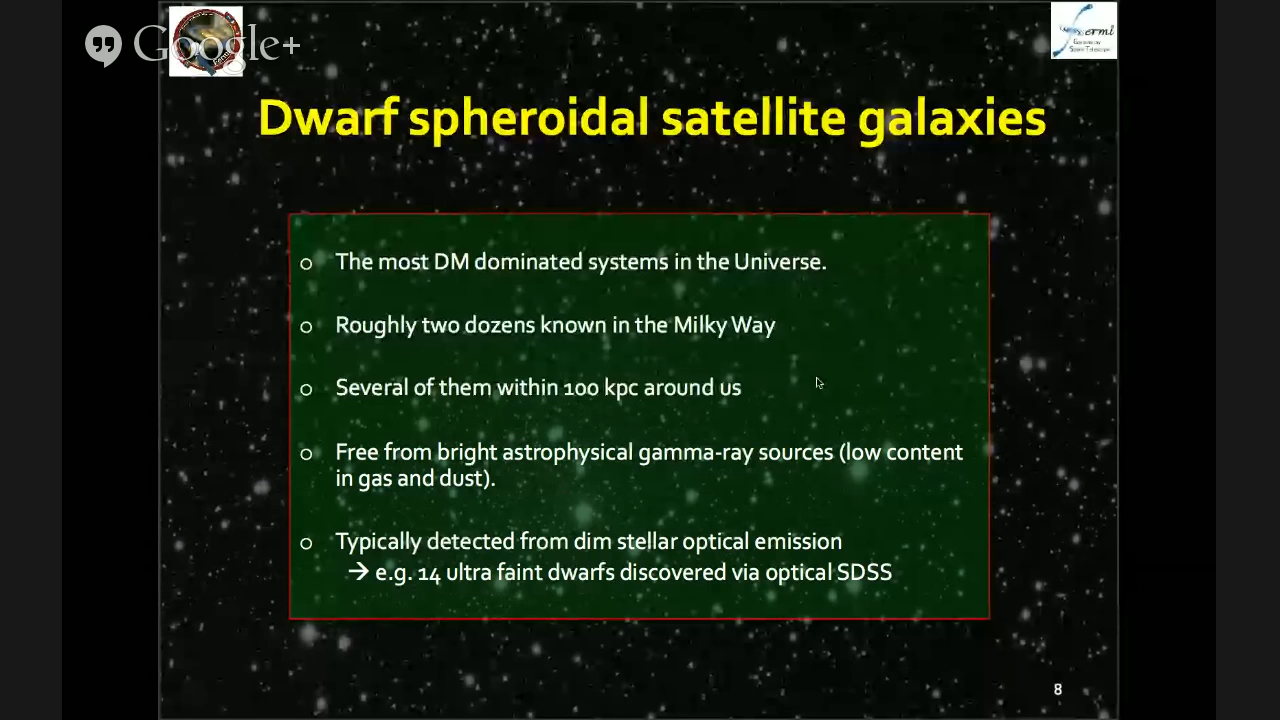 Google+
Dwarf spheroidal satellite galaxies
The most DM dominated systems in the Universe.
Roughly two dozens known in the Milky Way
Several of them within 100 kpc around us
Free from bright astrophysical gamma-ray sources (low content
in gas and dust).
Typically detected from dim stellar optical emission
→ e.g. 14 ultra faint dwarfs discovered via optical SDSS
8